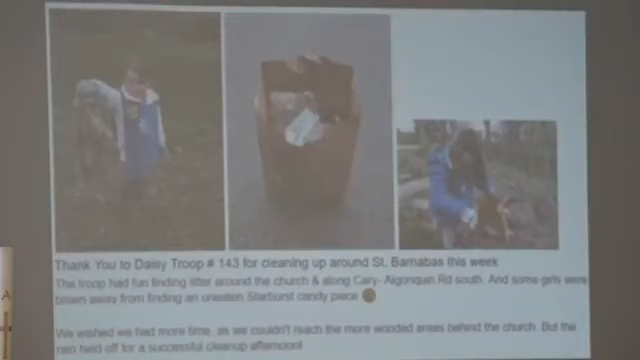 Thank You to Daisy Troop # 143 for cleaning up around St. Barnabas this week
The troop had fun finding litter around the church & along Cary- Algonquin Rd south. And some girls were
blown away from finding an uneaten Starburst candy piece
We wished we had more time, as we couldn't reach the more wooded areas behind the church. But the
rain held off for a successful cleanup afternoon!
A